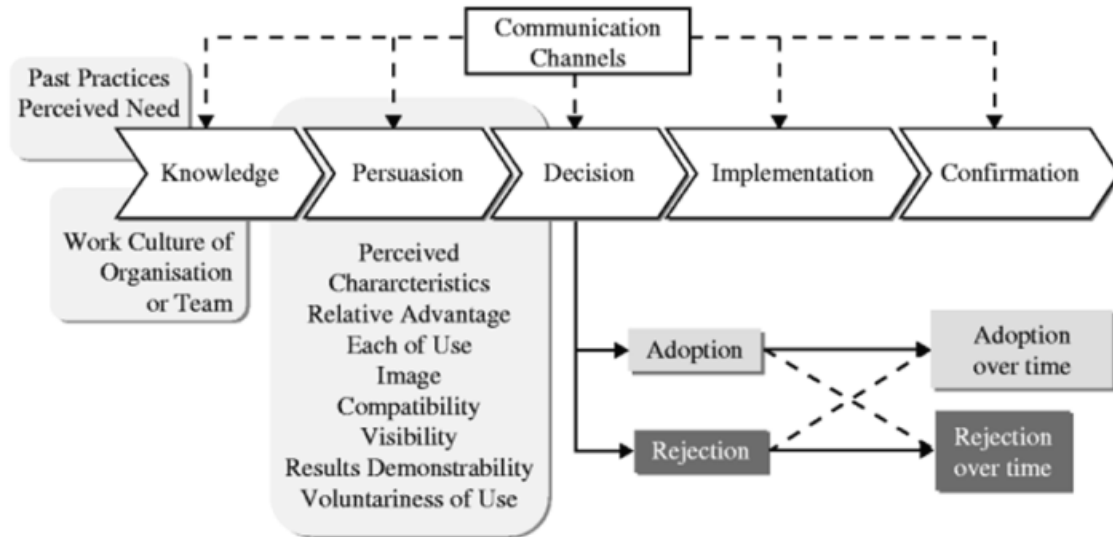 Communication
Channels
Past Practices
Perceived Need
Knowledge
Persuasion
Decision
Implementation
Confirmation
Work Culture of
Organisation
or Team
Perceived
Chararcteristics
Relative Advantage
Each of Use
Image
Compatibility
Visibility
Results Demonstrability
Voluntariness of Use
Adoption
Adoption
over time
Rejection
Rejection
over time